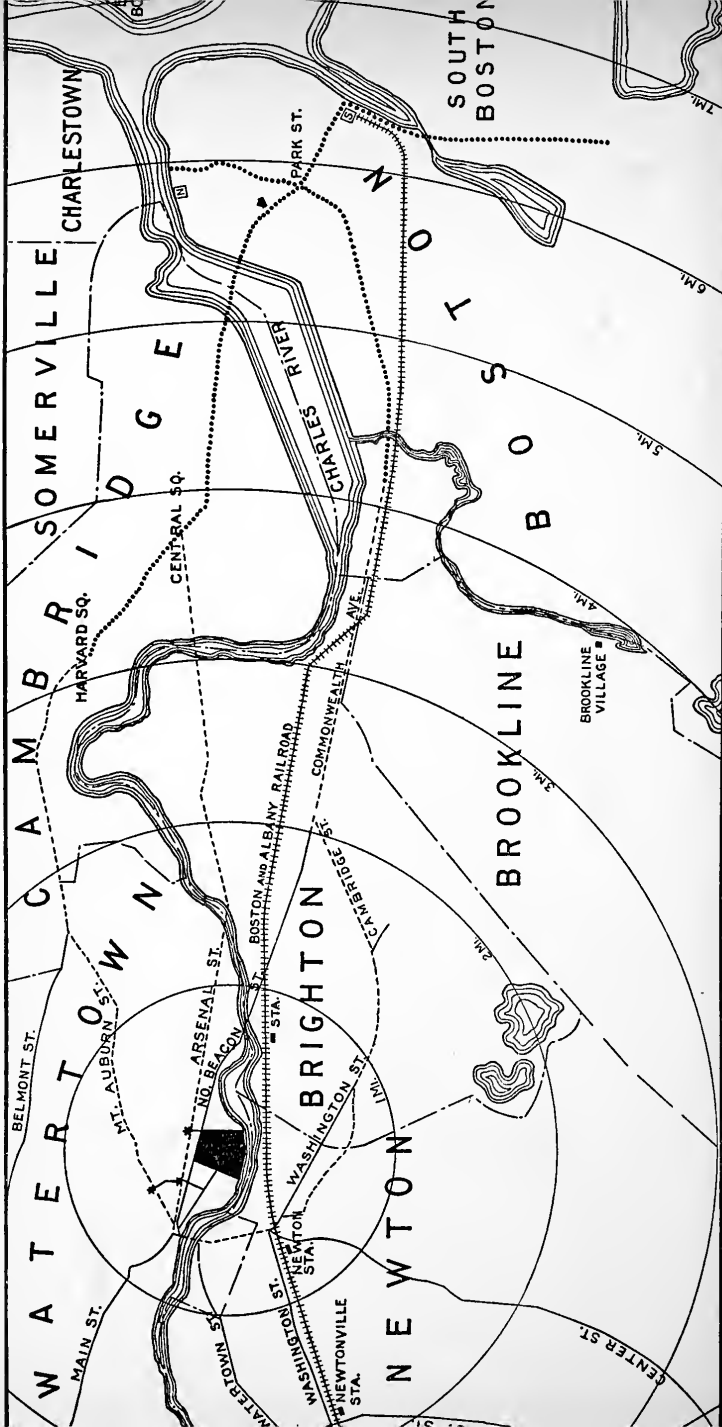 BO
CHARLESTOWN
SOUTH
BOSTON
7 MI.
PARK ST.
S
N
SOMERVILLE
6 MI.
CHARLES RIVER
BOSTON
5 MI.
CAMBRIDGE
CENTRAL SQ.
HARVARD SQ.
4 MI.
COMMONWEALTH AVE.
BROOKLINE
VILLAGE
BROOKLINE
3 MI.
BOSTON AND ALBANY RAILROAD
CAMBRIDGE ST.
2 MI.
WATERTOWN
BELMONT ST.
MT. AUBURN ST.
ARSENAL ST.
NO. BEACON ST.
STA.
BRIGHTON
WASHINGTON ST.
1 MI.
MAIN ST.
NEWTON
STA.
NEWTON
WATERTOWN ST.
WASHINGTON ST.
NEWTONVILLE
STA.
CENTER ST.
ST.